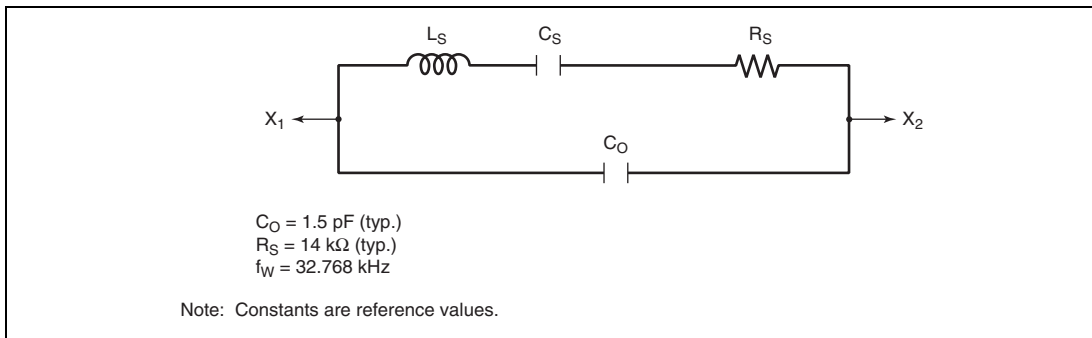 L_S C_S R_S
X_1 X_2
C_O
C_O = 1.5 pF (typ.)
R_S = 14 kΩ (typ.)
f_W = 32.768 kHz
Note: Constants are reference values.